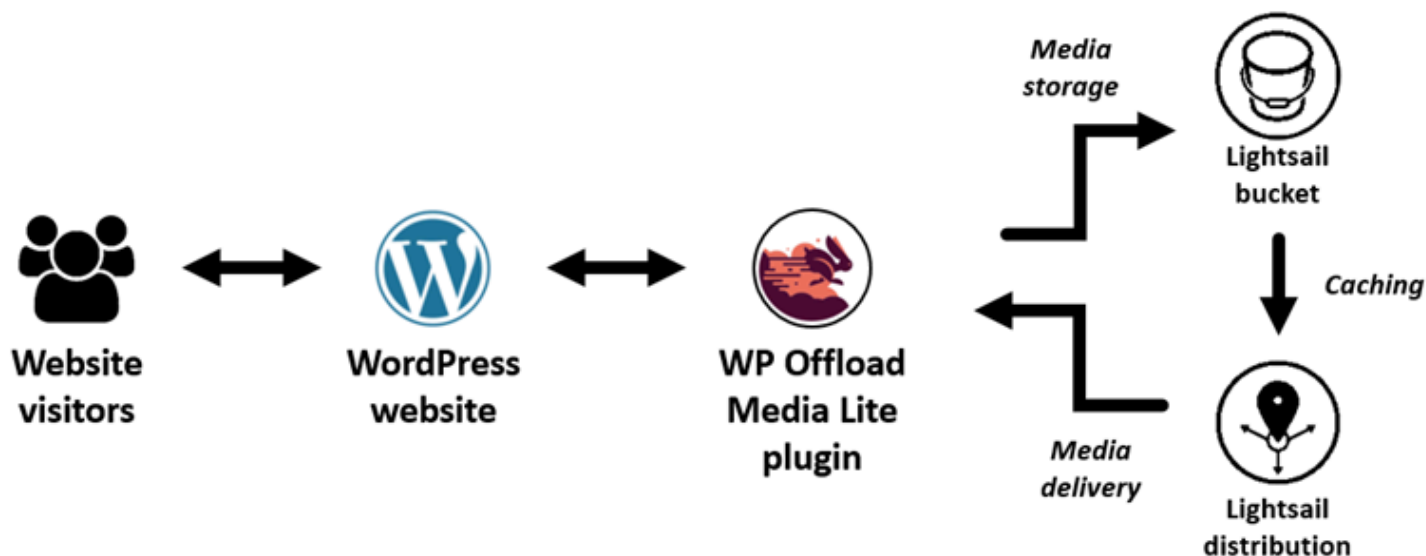 Media
storage
Lightsail
bucket
Caching
Website
visitors
WordPress
website
WP Offload
Media Lite
plugin
Media
delivery
Lightsail
distribution